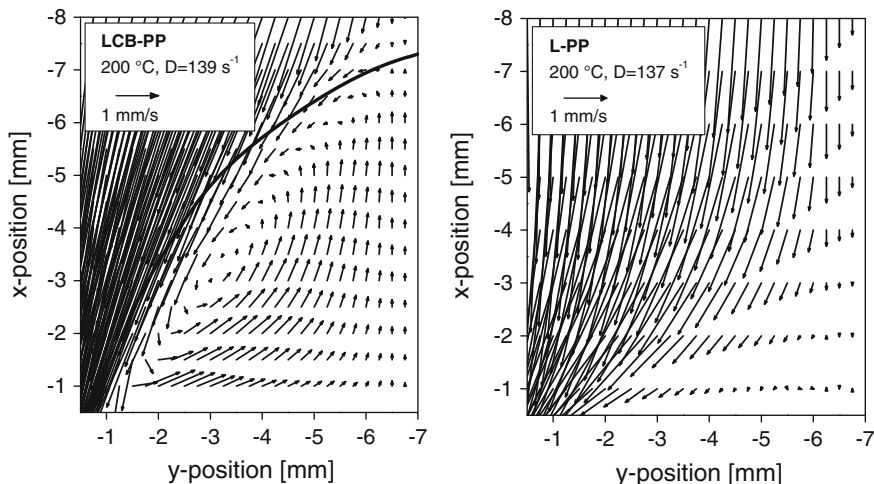 -8
-7
-6
-5
-4
-3
-2
-1
x-position [mm]
LCB-PP
200 °C, D=139 s⁻¹
1 mm/s
-1 -2 -3 -4 -5 -6 -7
y-position [mm]
-8
-7
-6
-5
-4
-3
-2
-1
x-position [mm]
L-PP
200 °C, D=137 s⁻¹
1 mm/s
-1 -2 -3 -4 -5 -6 -7
y-position [mm]